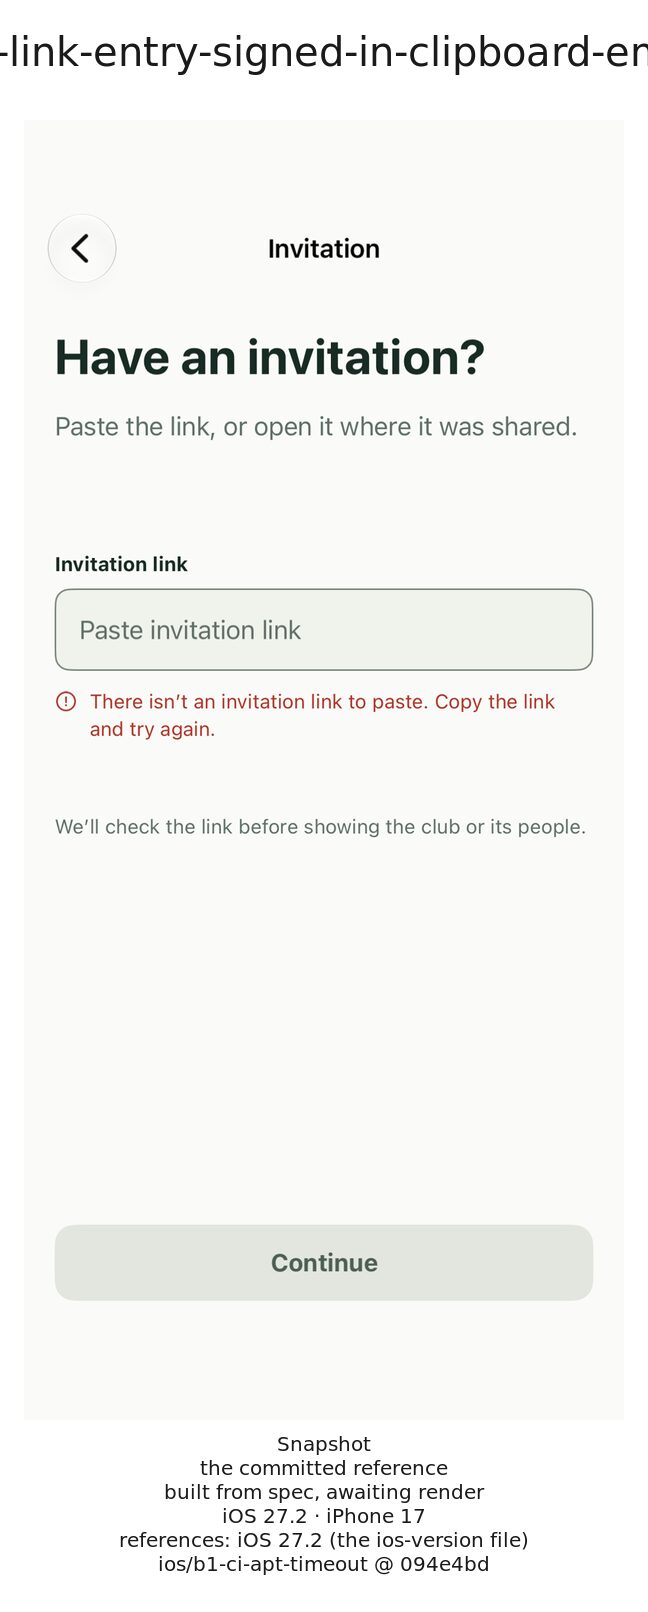 -link-entry-signed-in-clipboard-en
Invitation
Have an invitation?
Paste the link, or open it where it was shared.
Invitation link
Paste invitation link
There isn’t an invitation link to paste. Copy the link
and try again.
We’ll check the link before showing the club or its people.
Continue
Snapshot
the committed reference
built from spec, awaiting render
iOS 27.2 · iPhone 17
references: iOS 27.2 (the ios-version file)
ios/b1-ci-apt-timeout @ 094e4bd